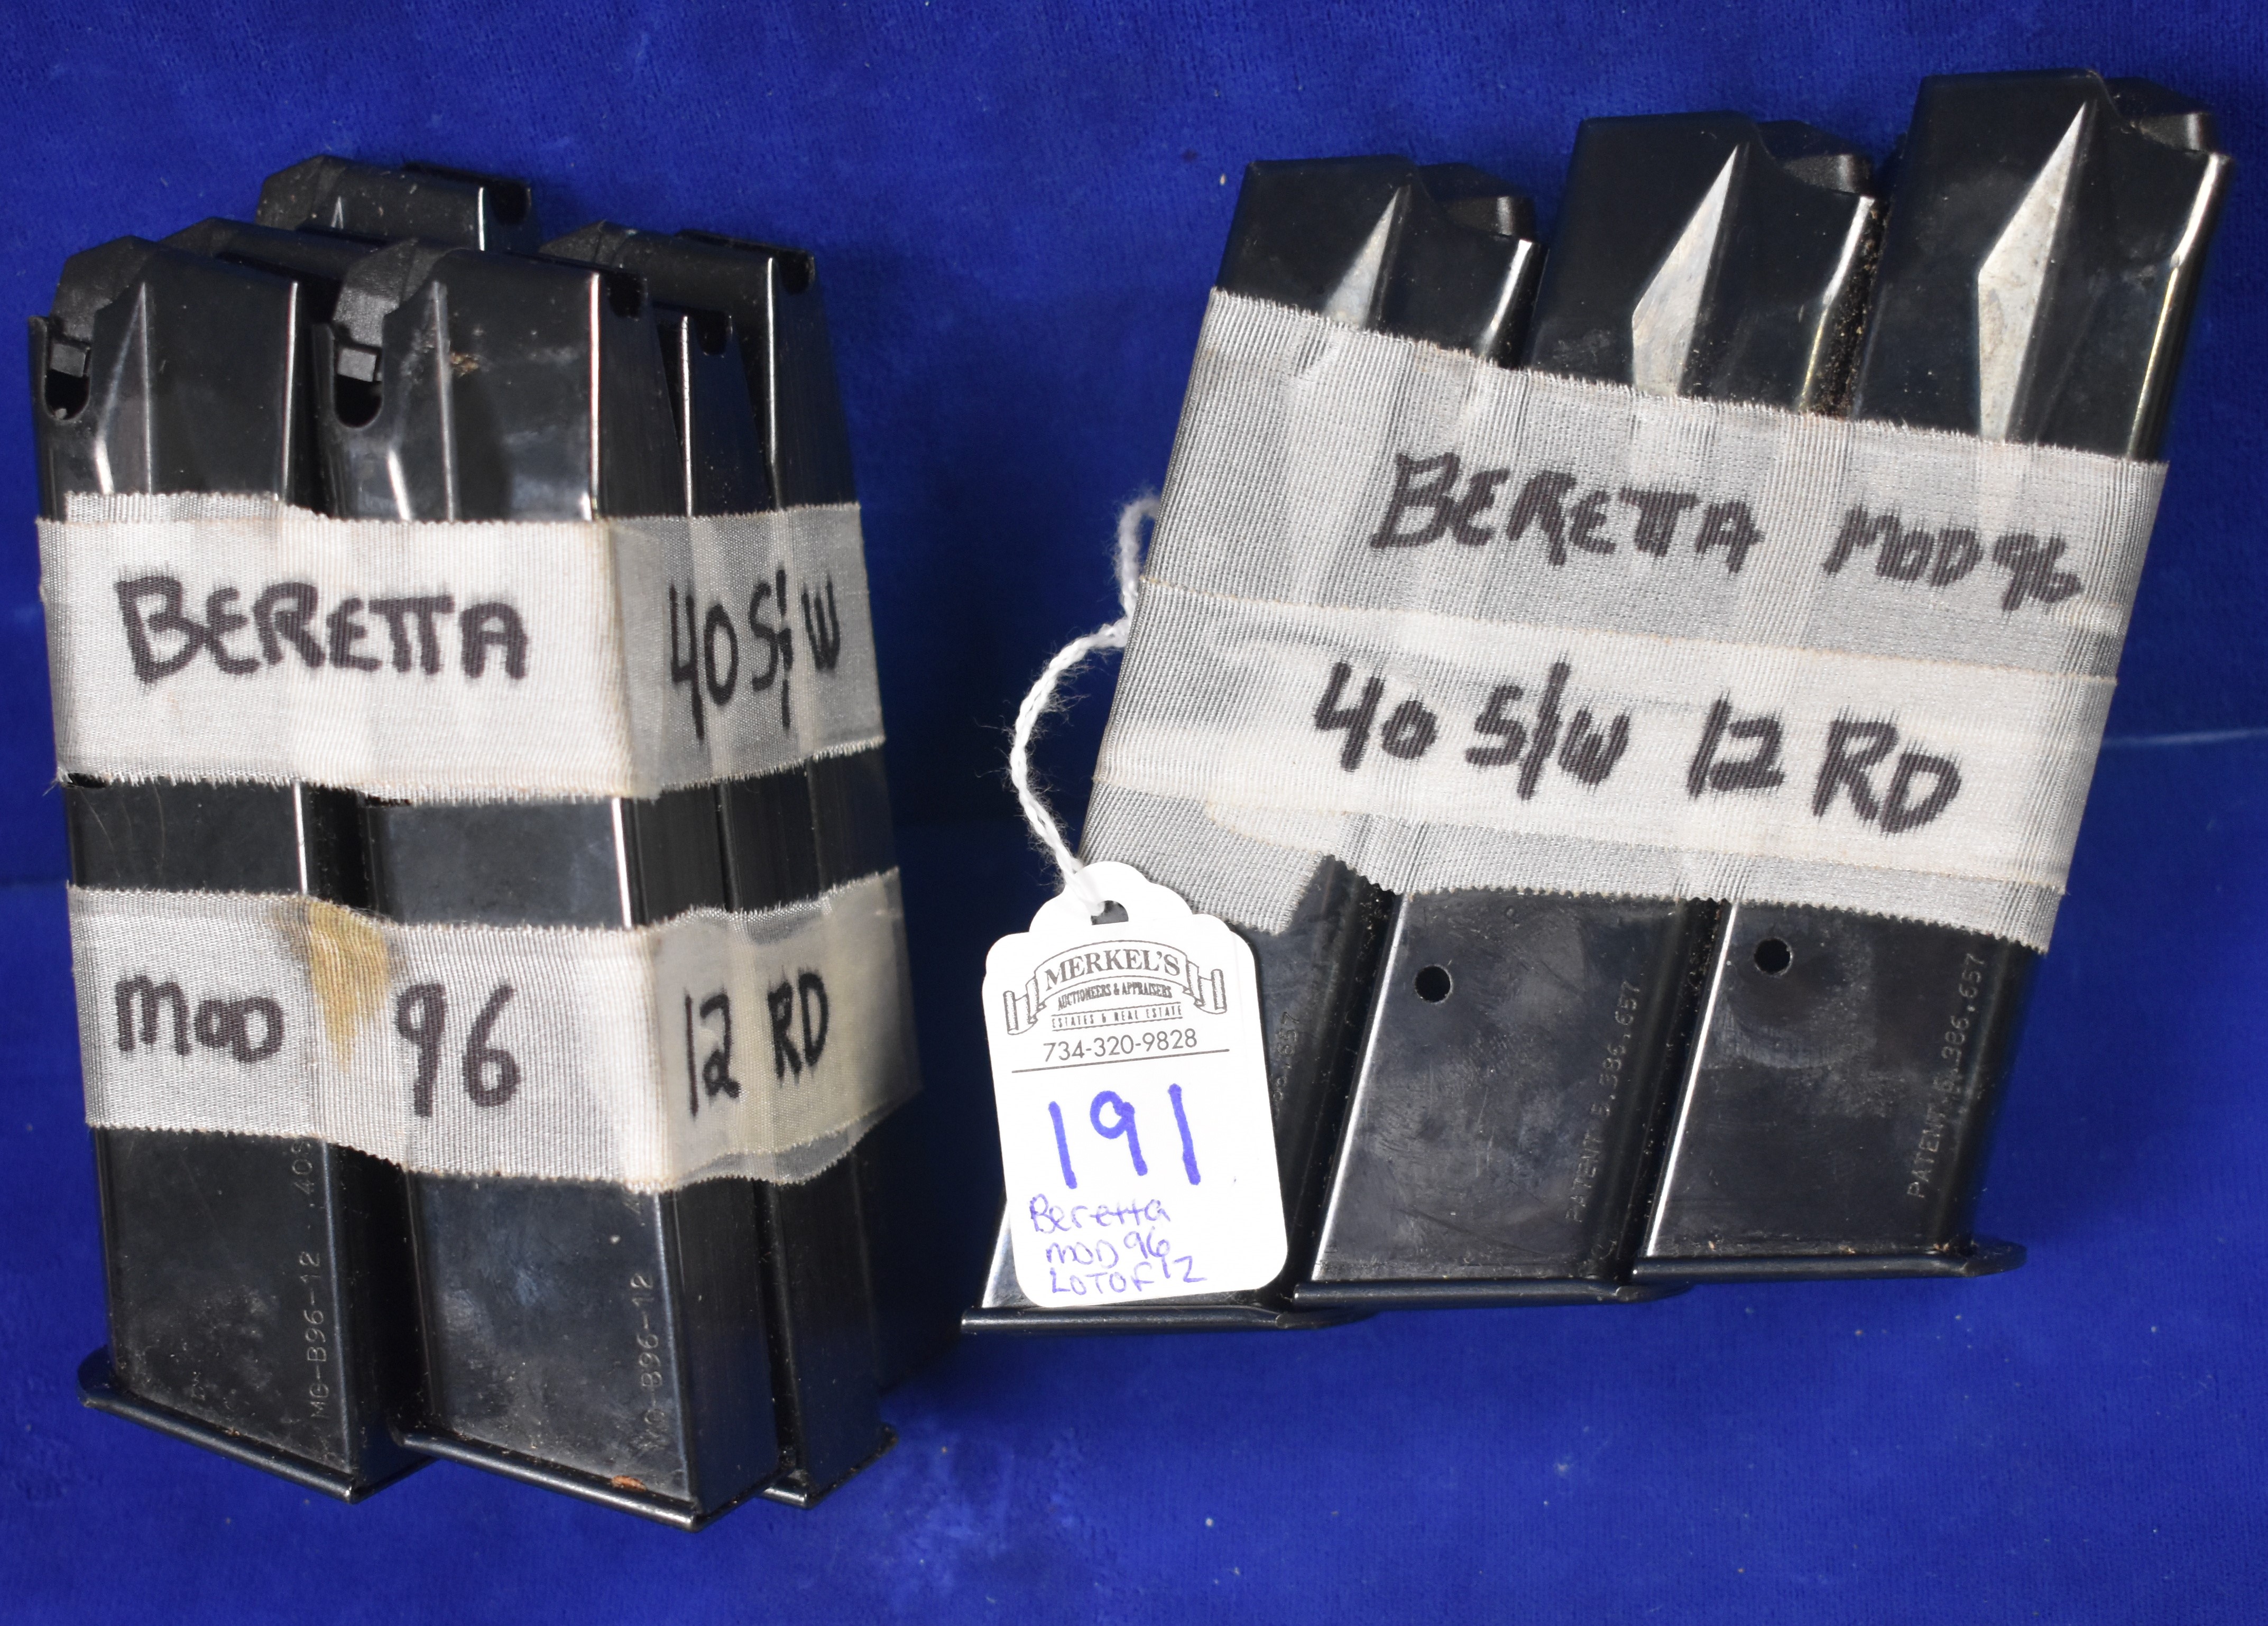 BERETTA
40 S&W
MOD 96
12 RD
.40S
MG-B96-12
MG-B96-12
BERETTA MOD 96
40 S/W 12 RD
PATENT 5.386.657
PATENT 5.386.657
MERKEL'S
AUCTIONEERS & APPRAISERS
ESTATES & REAL ESTATE
734-320-9828
191
Beretta
MOD 96
LOT OF 12